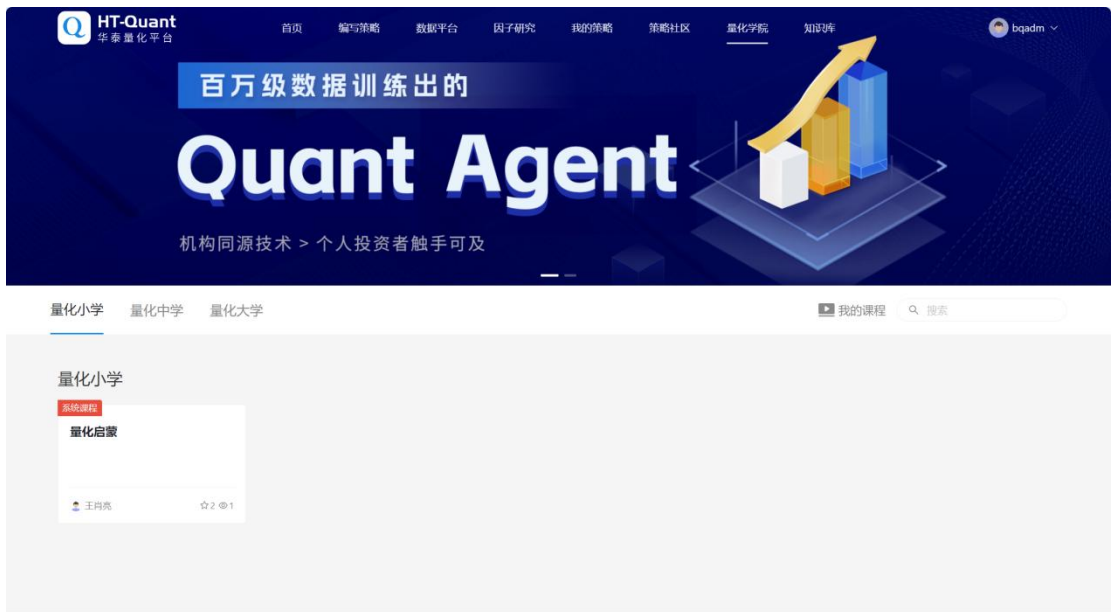 Q HT-Quant
华泰量化平台
首页 编写策略 数据平台 因子研究 我的策略 策略社区 量化学院 知识库 bqadm
百万级数据训练出的
Quant Agent
机构同源技术 > 个人投资者触手可及
量化小学 量化中学 量化大学 我的课程 搜索
量化小学
系统课程
量化启蒙
王肖亮 2 1